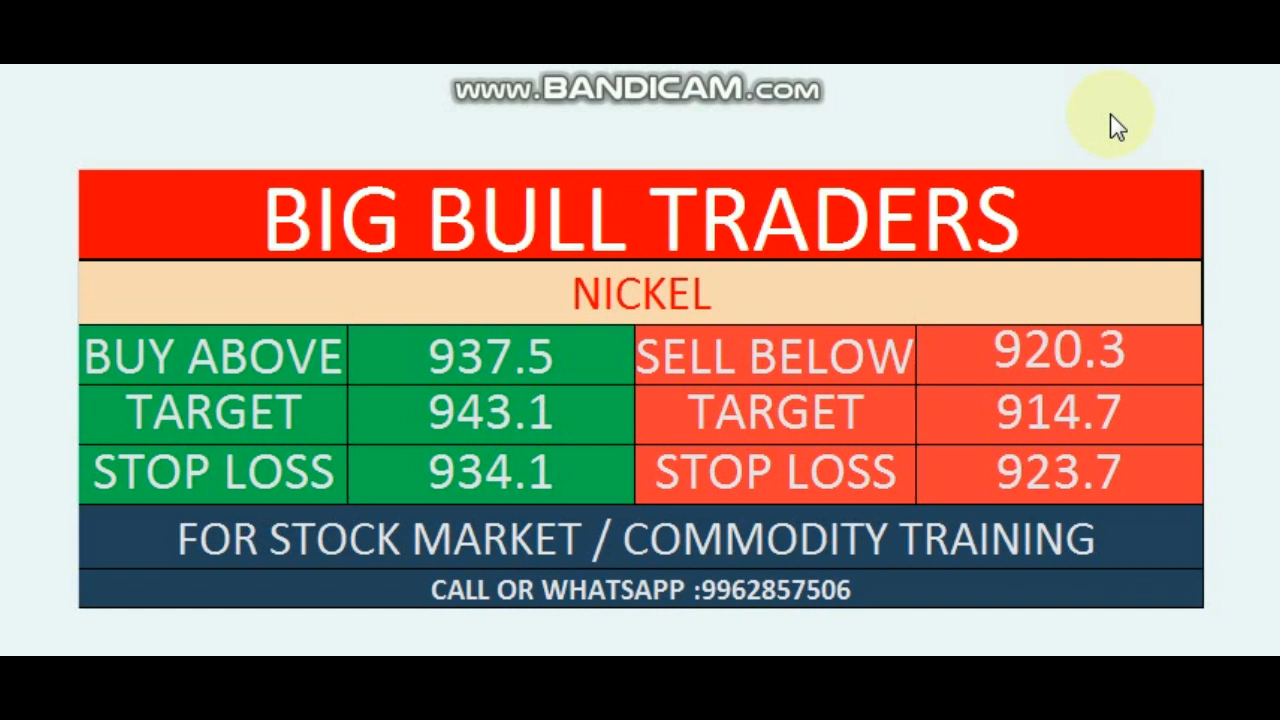 www.BANDICAM.com
BIG BULL TRADERS
NICKEL
BUY ABOVE 937.5 SELL BELOW 920.3
TARGET 943.1 TARGET 914.7
STOP LOSS 934.1 STOP LOSS 923.7
FOR STOCK MARKET / COMMODITY TRAINING
CALL OR WHATSAPP :9962857506